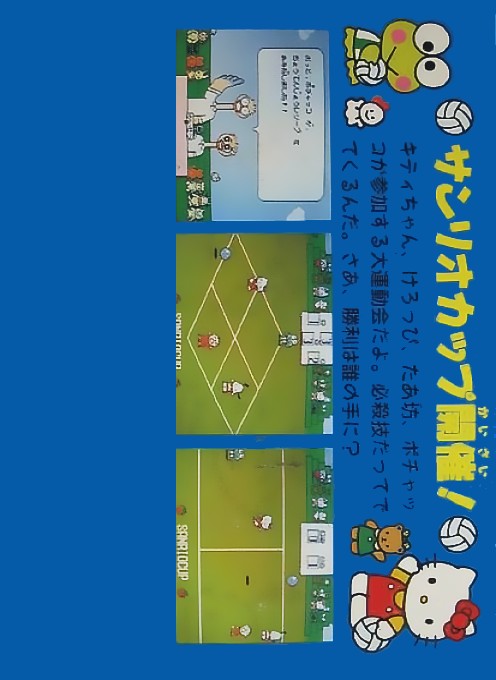 かいさい
サンリオカップ開催!
キティちゃん、けろっぴ、たあ坊、ポチャッ
コが参加する大運動会だよ。必殺技だってで
てくるんだ。さあ、勝利は誰の手に?
SANRIOCUP
SANRIOCUP